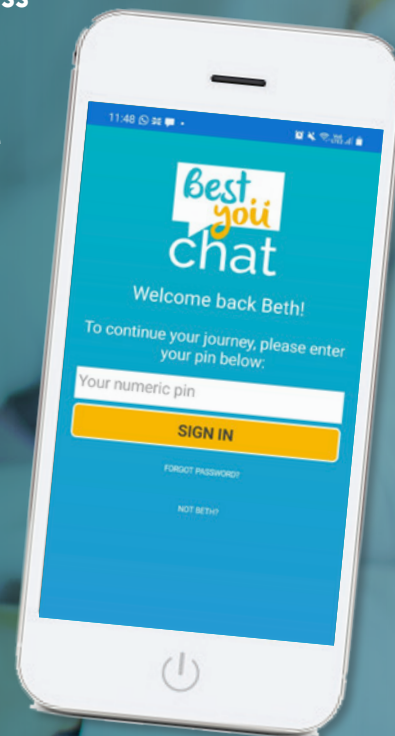 ss
11:48
Best
you
chat
Welcome back Beth!
To continue your journey, please enter
your pin below:
Your numeric pin
SIGN IN
FORGOT PASSWORD?
NOT BETH?